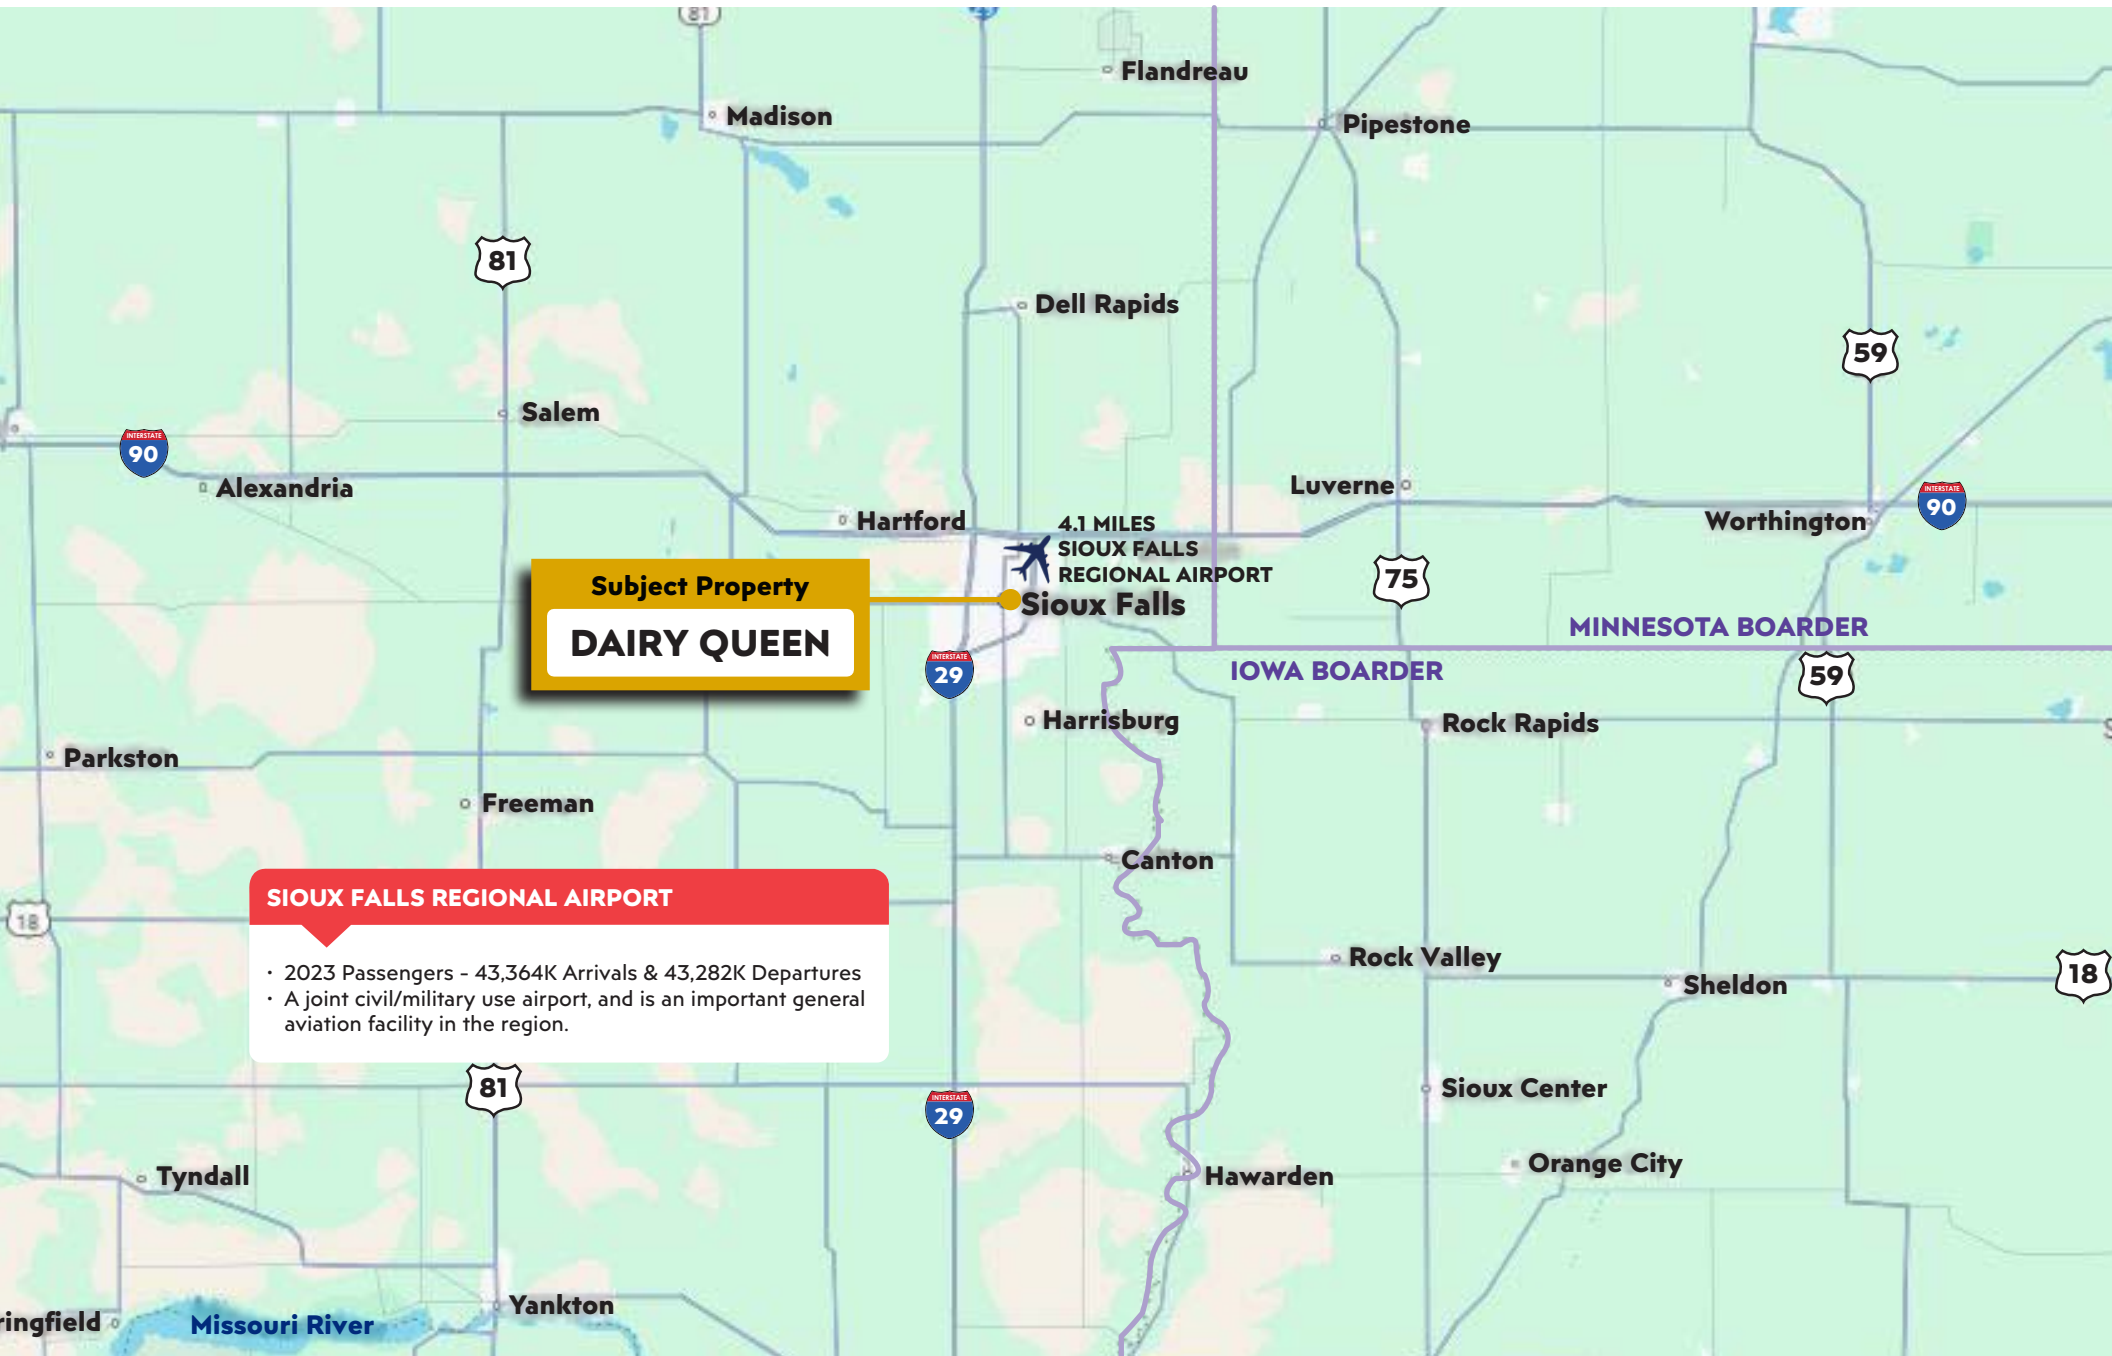 81
Flandreau
Madison
Pipestone
81
Dell Rapids
59
Salem
INTERSTATE
90
Alexandria
Luverne
INTERSTATE
90
Hartford
Worthington
4.1 MILES
SIOUX FALLS
REGIONAL AIRPORT
Subject Property
DAIRY QUEEN
Sioux Falls
75
MINNESOTA BOARDER
IOWA BOARDER
INTERSTATE
29
59
Harrisburg
Rock Rapids
S
Parkston
Freeman
Canton
SIOUX FALLS REGIONAL AIRPORT
18
• 2023 Passengers - 43,364K Arrivals & 43,282K Departures
• A joint civil/military use airport, and is an important general
aviation facility in the region.
Rock Valley
Sheldon
18
81
INTERSTATE
29
Sioux Center
Tyndall
Hawarden
Orange City
Yankton
ringfield
Missouri River